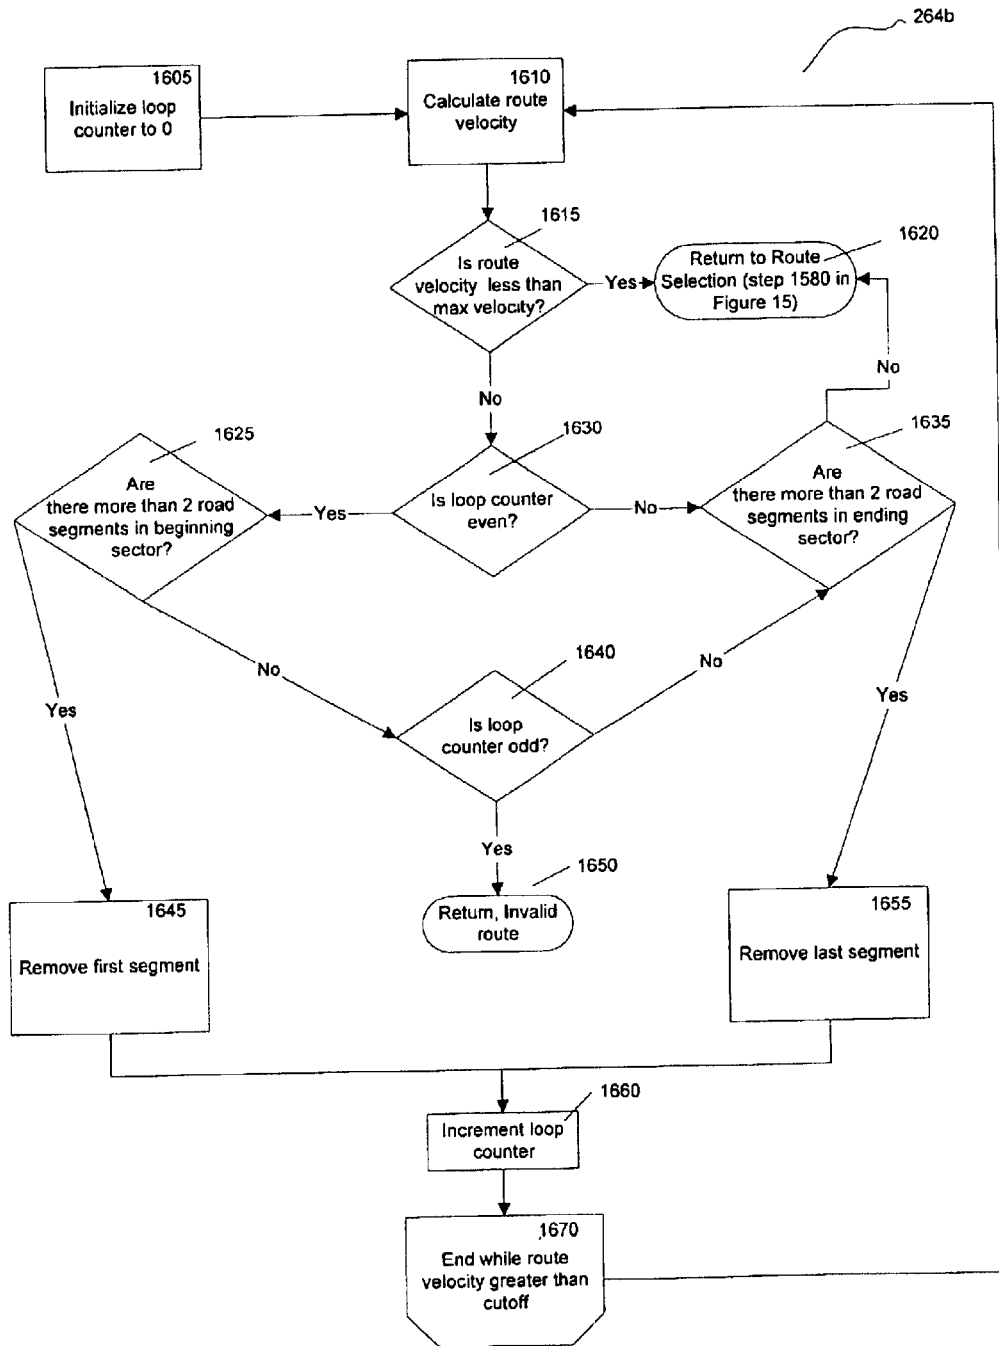 264b
1605
Initialize loop
counter to 0
1610
Calculate route
velocity
1615
Is route
velocity less than
max velocity?
Yes
1620
Return to Route
Selection (step 1580 in
Figure 15)
No
No
1625
Are
there more than 2 road
segments in beginning
sector?
Yes
1630
Is loop counter
even?
No
1635
Are
there more than 2 road
segments in ending
sector?
No
1640
Is loop
counter odd?
No
Yes
Yes
Yes
1645
Remove first segment
1650
Return, Invalid
route
1655
Remove last segment
1660
Increment loop
counter
1670
End while route
velocity greater than
cutoff